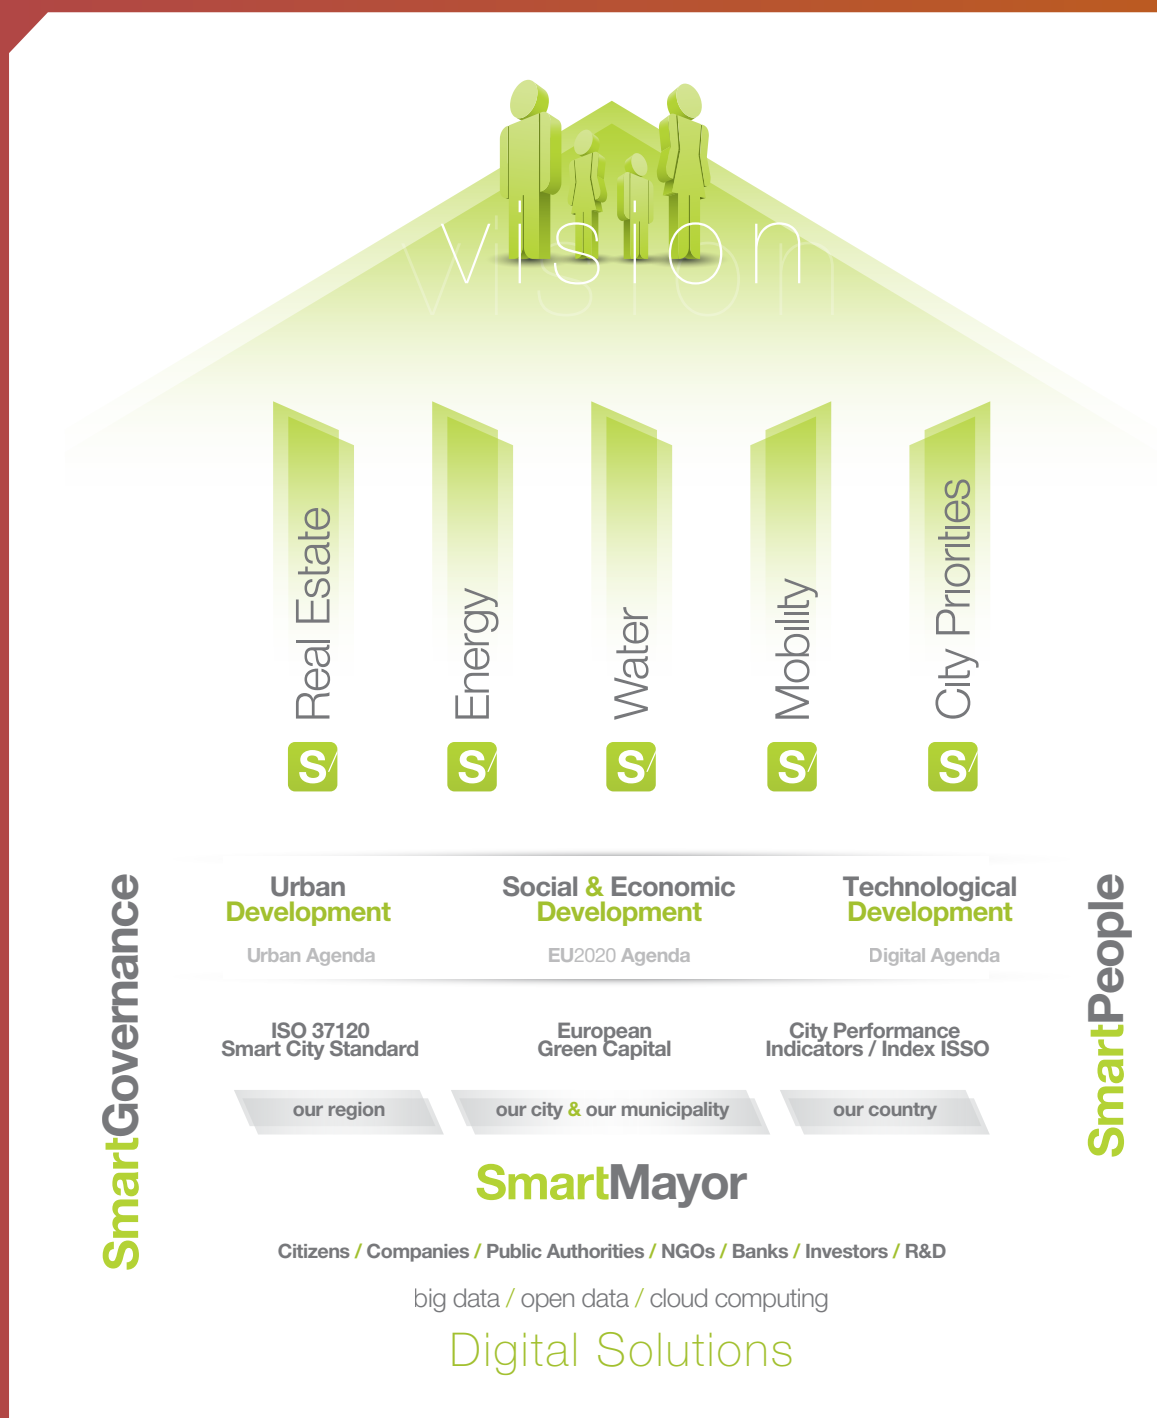 vision
Real Estate
Energy
Water
Mobility
City Priorities
S/
S/
S/
S/
S/
SmartGovernance
SmartPeople
Urban
Development
Urban Agenda
Social & Economic
Development
EU2020 Agenda
Technological
Development
Digital Agenda
ISO 37120
Smart City Standard
European
Green Capital
City Performance
Indicators / Index ISSO
our region
our city & our municipality
our country
SmartMayor
Citizens / Companies / Public Authorities / NGOs / Banks / Investors / R&D
big data / open data / cloud computing
Digital Solutions